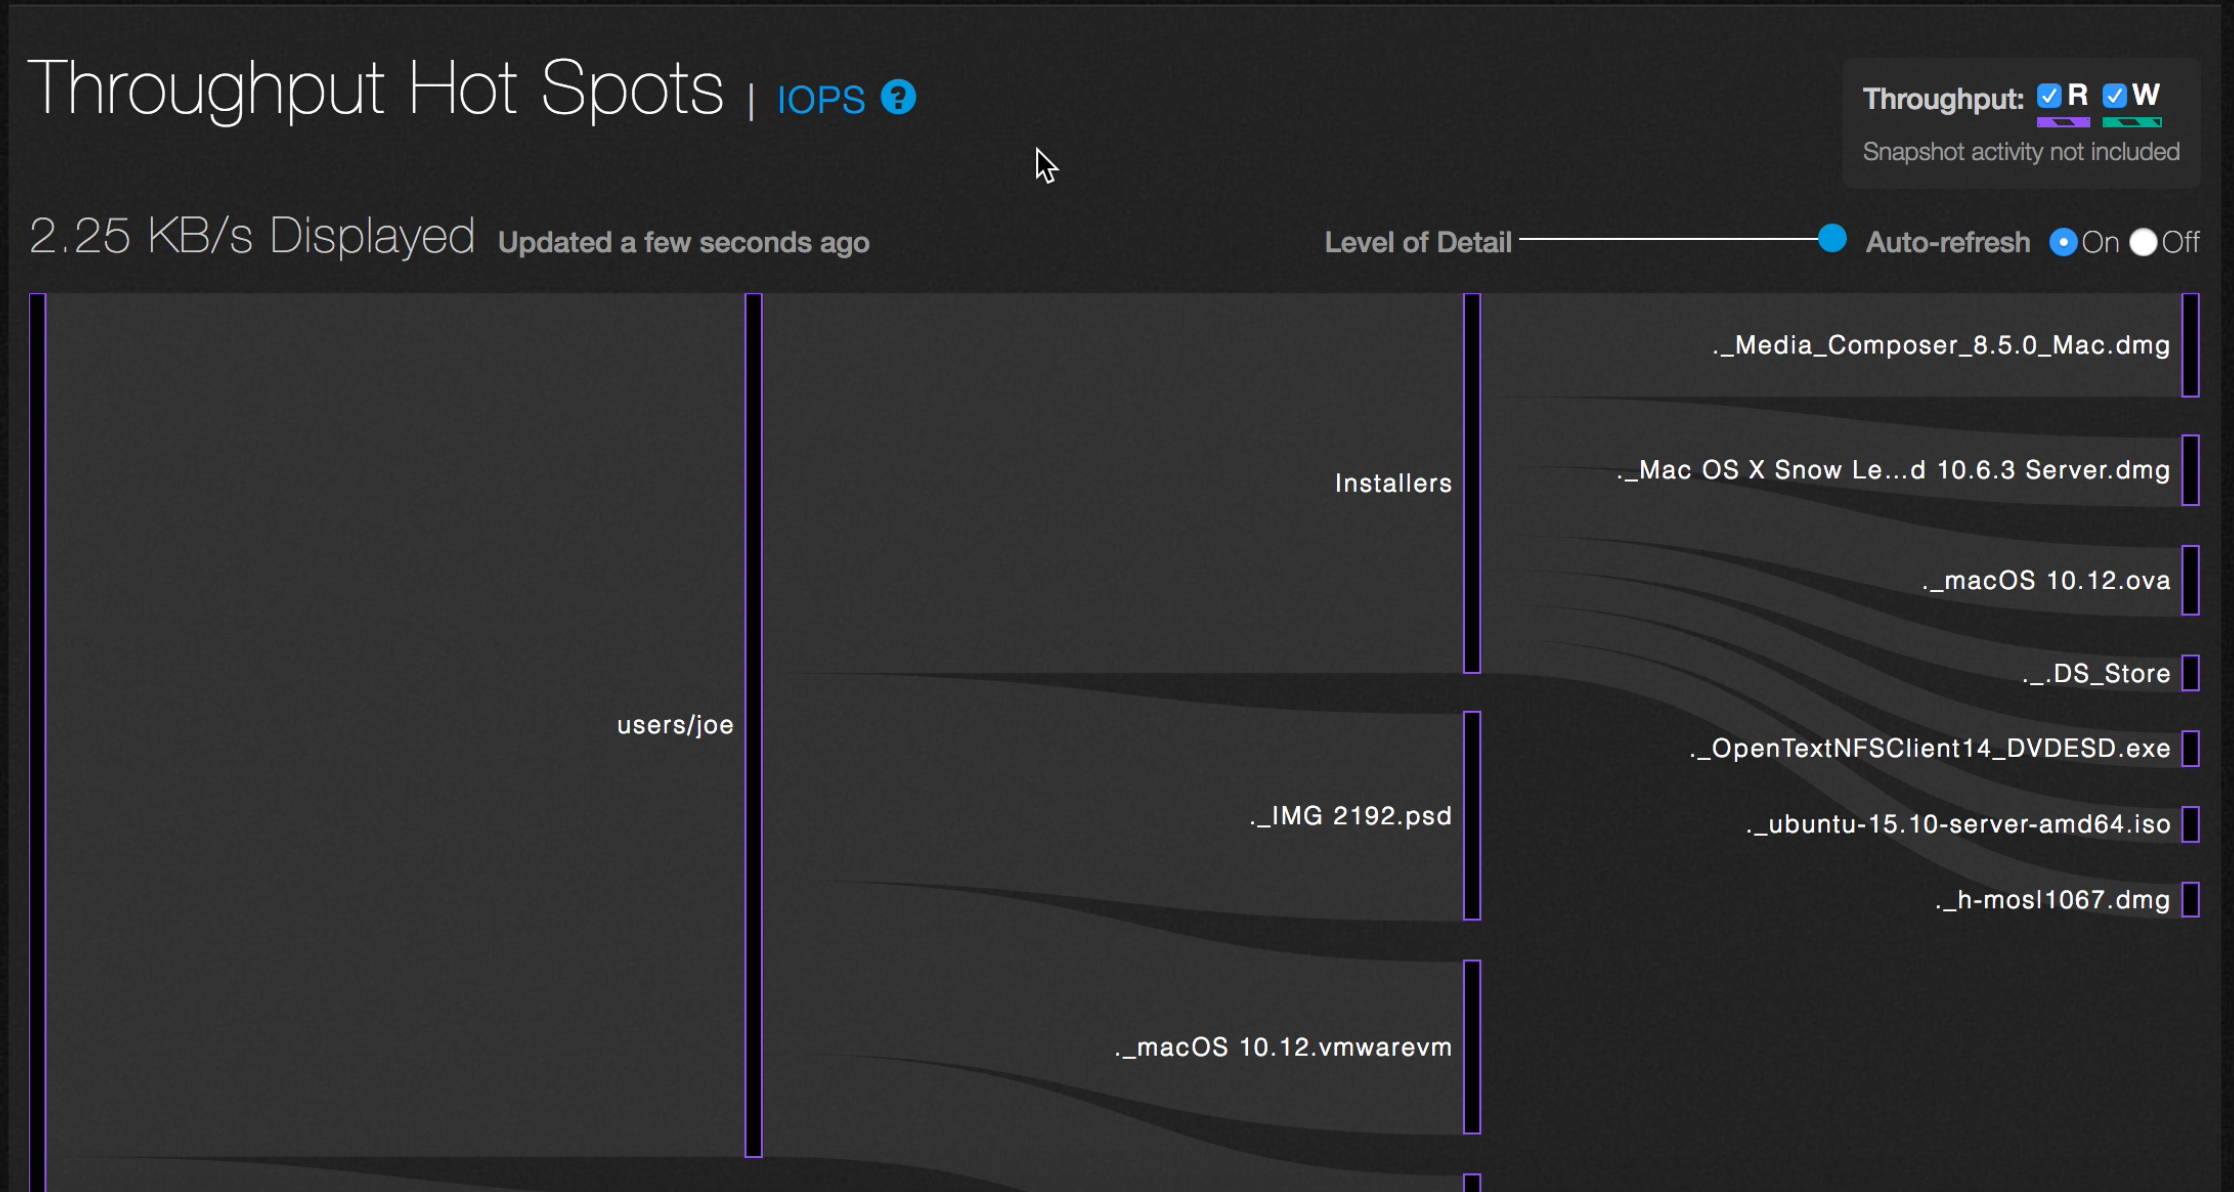 Throughput Hot Spots | IOPS ?
Throughput: R W
Snapshot activity not included
2.25 KB/s Displayed Updated a few seconds ago
Level of Detail Auto-refresh On Off
._Media_Composer_8.5.0_Mac.dmg
._Mac OS X Snow Le...d 10.6.3 Server.dmg
Installers
._macOS 10.12.ova
._.DS_Store
users/joe
._OpenTextNFSClient14_DVDESD.exe
._IMG 2192.psd
._ubuntu-15.10-server-amd64.iso
._h-mosl1067.dmg
._macOS 10.12.vmwarevm